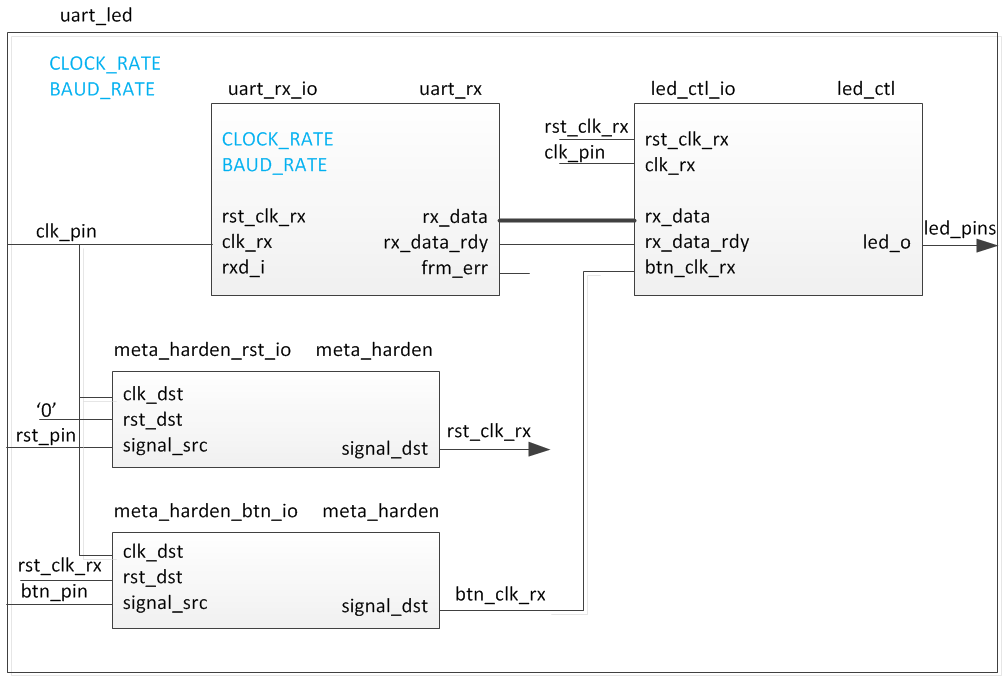 uart_led
CLOCK_RATE
BAUD_RATE
uart_rx_io uart_rx
CLOCK_RATE
BAUD_RATE
rst_clk_rx
clk_rx
rxd_i
rx_data
rx_data_rdy
frm_err
clk_pin
led_ctl_io led_ctl
rst_clk_rx
clk_pin
rst_clk_rx
clk_rx
rx_data
rx_data_rdy
btn_clk_rx
led_o
led_pins
meta_harden_rst_io meta_harden
clk_dst
rst_dst
signal_src
signal_dst
‘0’
rst_pin
rst_clk_rx
meta_harden_btn_io meta_harden
clk_dst
rst_dst
signal_src
signal_dst
rst_clk_rx
btn_pin
btn_clk_rx